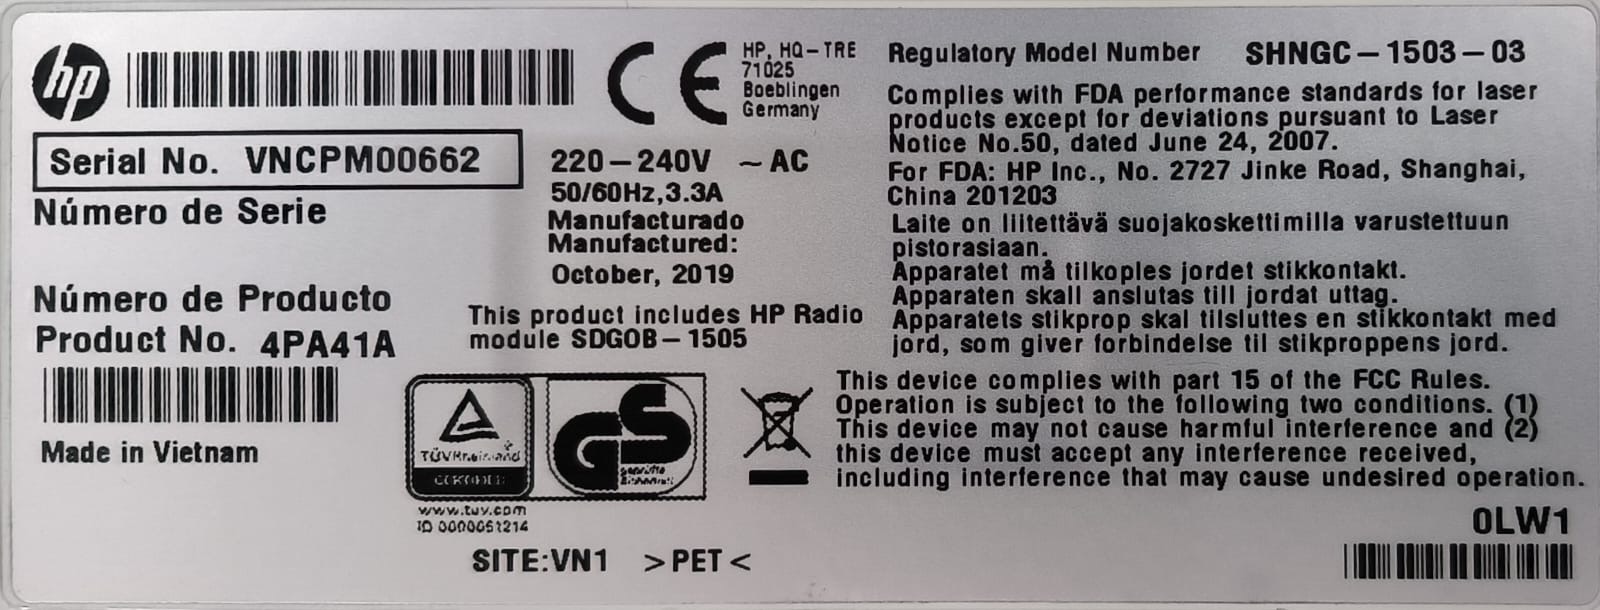 hp
Serial No. VNCPM00662
Número de Serie
Número de Producto
Product No. 4PA41A
Made in Vietnam
CE
HP, HQ-TRE
71025
Boeblingen
Germany
220-240V ~ AC
50/60Hz,3.3A
Manufacturado
Manufactured:
October, 2019
This product includes HP Radio
module SDGOB-1505
TÜVRheinland
GS
geprüfte
Sicherheit
www.tuv.com
ID 0000051214
SITE:VN1 >PET<
Regulatory Model Number SHNGC-1503-03
Complies with FDA performance standards for laser
products except for deviations pursuant to Laser
Notice No.50, dated June 24, 2007.
For FDA: HP Inc., No. 2727 Jinke Road, Shanghai,
China 201203
Laite on liitettävä suojakoskettimilla varustettuun
pistorasiaan.
Apparatet må tilkoples jordet stikkontakt.
Apparaten skall anslutas till jordat uttag.
Apparatets stikprop skal tilsluttes en stikkontakt med
jord, som giver forbindelse til stikproppens jord.
This device complies with part 15 of the FCC Rules.
Operation is subject to the following two conditions. (1)
This device may not cause harmful interference and (2)
this device must accept any interference received,
including interference that may cause undesired operation.
0LW1